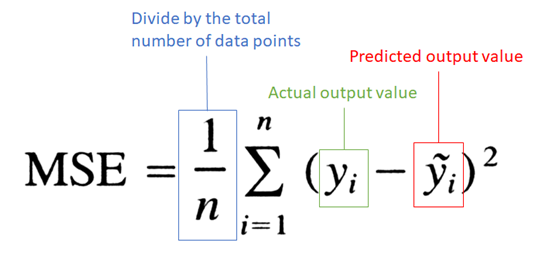 Divide by the total
number of data points
Predicted output value
Actual output value
MSE = 1/n n∑i=1 (yᵢ − ỹᵢ)²